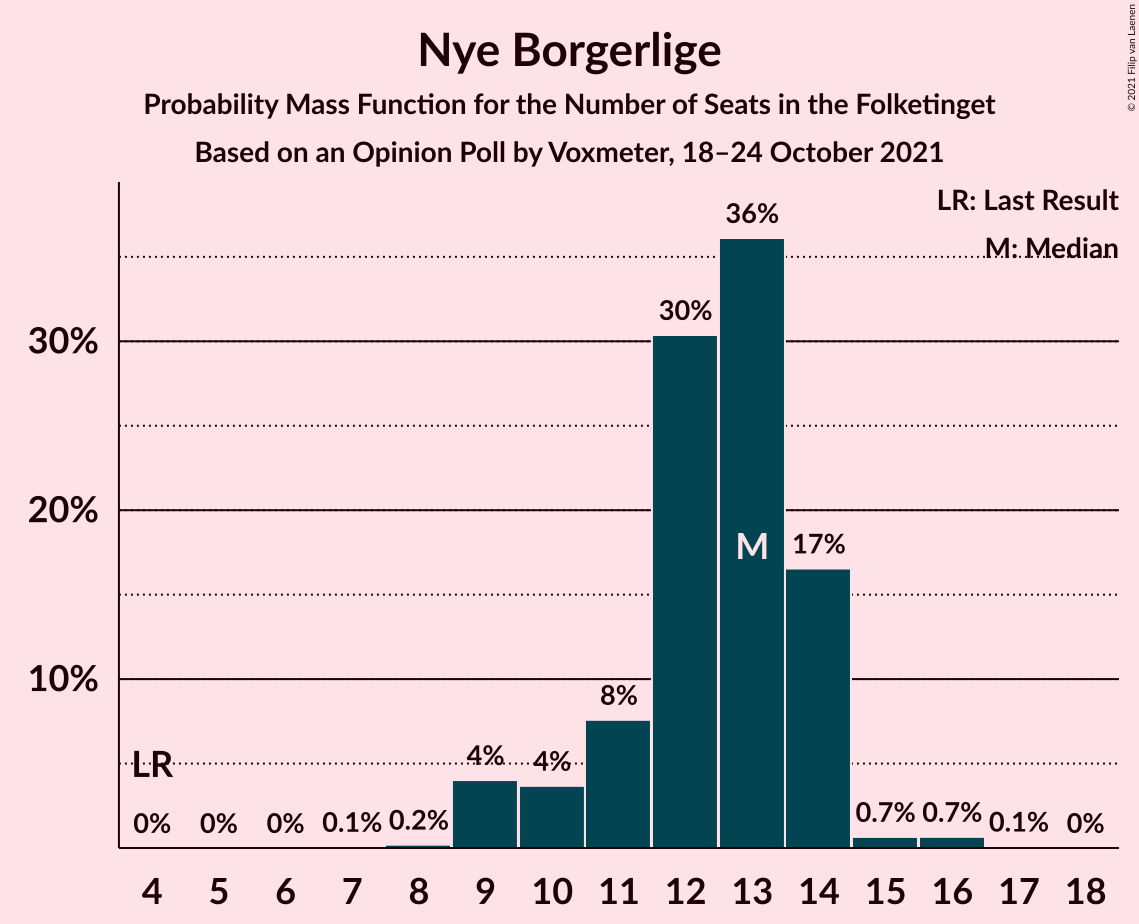 Nye Borgerlige
Probability Mass Function for the Number of Seats in the Folketinget
Based on an Opinion Poll by Voxmeter, 18–24 October 2021
© 2021 Filip van Laenen
LR: Last Result
M: Median
36%
30%
30%
20%
M
17%
10%
8%
LR
4%
4%
0%
0%
0%
0.1%
0.2%
0.7%
0.7%
0.1%
0%
4 5 6 7 8 9 10 11 12 13 14 15 16 17 18